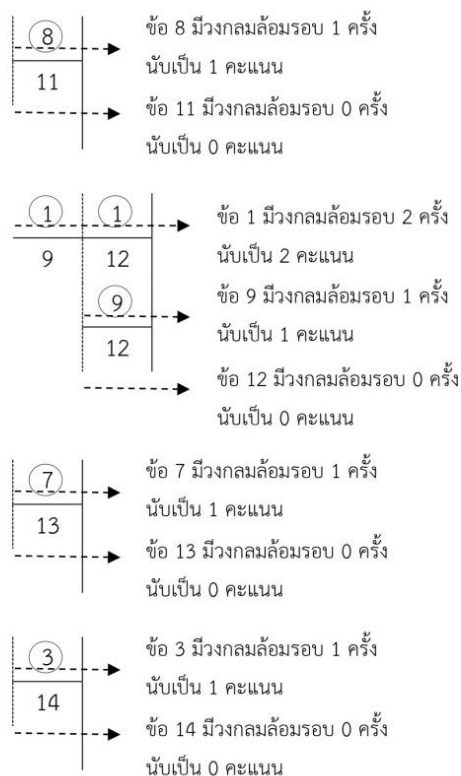 8
11
ข้อ 8 มีวงกลมล้อมรอบ 1 ครั้ง
นับเป็น 1 คะแนน
ข้อ 11 มีวงกลมล้อมรอบ 0 ครั้ง
นับเป็น 0 คะแนน
1 1
9 12
9
12
ข้อ 1 มีวงกลมล้อมรอบ 2 ครั้ง
นับเป็น 2 คะแนน
ข้อ 9 มีวงกลมล้อมรอบ 1 ครั้ง
นับเป็น 1 คะแนน
ข้อ 12 มีวงกลมล้อมรอบ 0 ครั้ง
นับเป็น 0 คะแนน
7
13
ข้อ 7 มีวงกลมล้อมรอบ 1 ครั้ง
นับเป็น 1 คะแนน
ข้อ 13 มีวงกลมล้อมรอบ 0 ครั้ง
นับเป็น 0 คะแนน
3
14
ข้อ 3 มีวงกลมล้อมรอบ 1 ครั้ง
นับเป็น 1 คะแนน
ข้อ 14 มีวงกลมล้อมรอบ 0 ครั้ง
นับเป็น 0 คะแนน